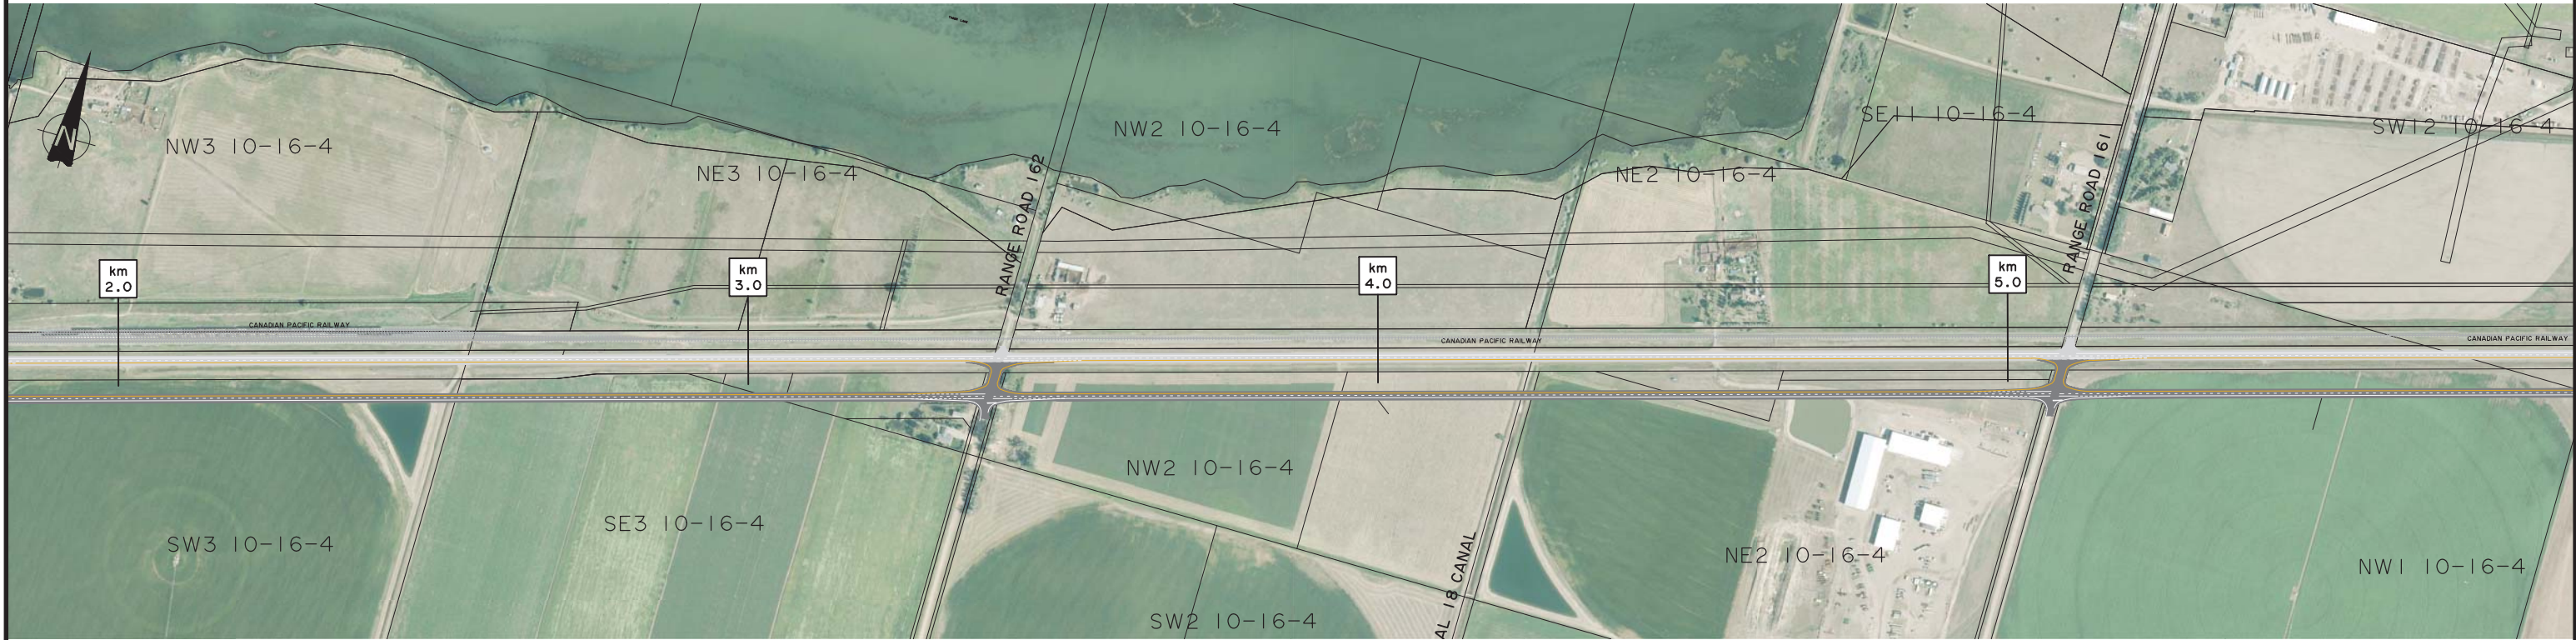 NW3 10-16-4
NE3 10-16-4
NW2 10-16-4
NE2 10-16-4
SE11 10-16-4
SW12 10-16-4
N
RANGE ROAD 162
RANGE ROAD 161
km
2.0
km
3.0
km
4.0
km
5.0
CANADIAN PACIFIC RAILWAY
CANADIAN PACIFIC RAILWAY
CANADIAN PACIFIC RAILWAY
SW3 10-16-4
SE3 10-16-4
NW2 10-16-4
SW2 10-16-4
AL 18 CANAL
NE2 10-16-4
NW1 10-16-4